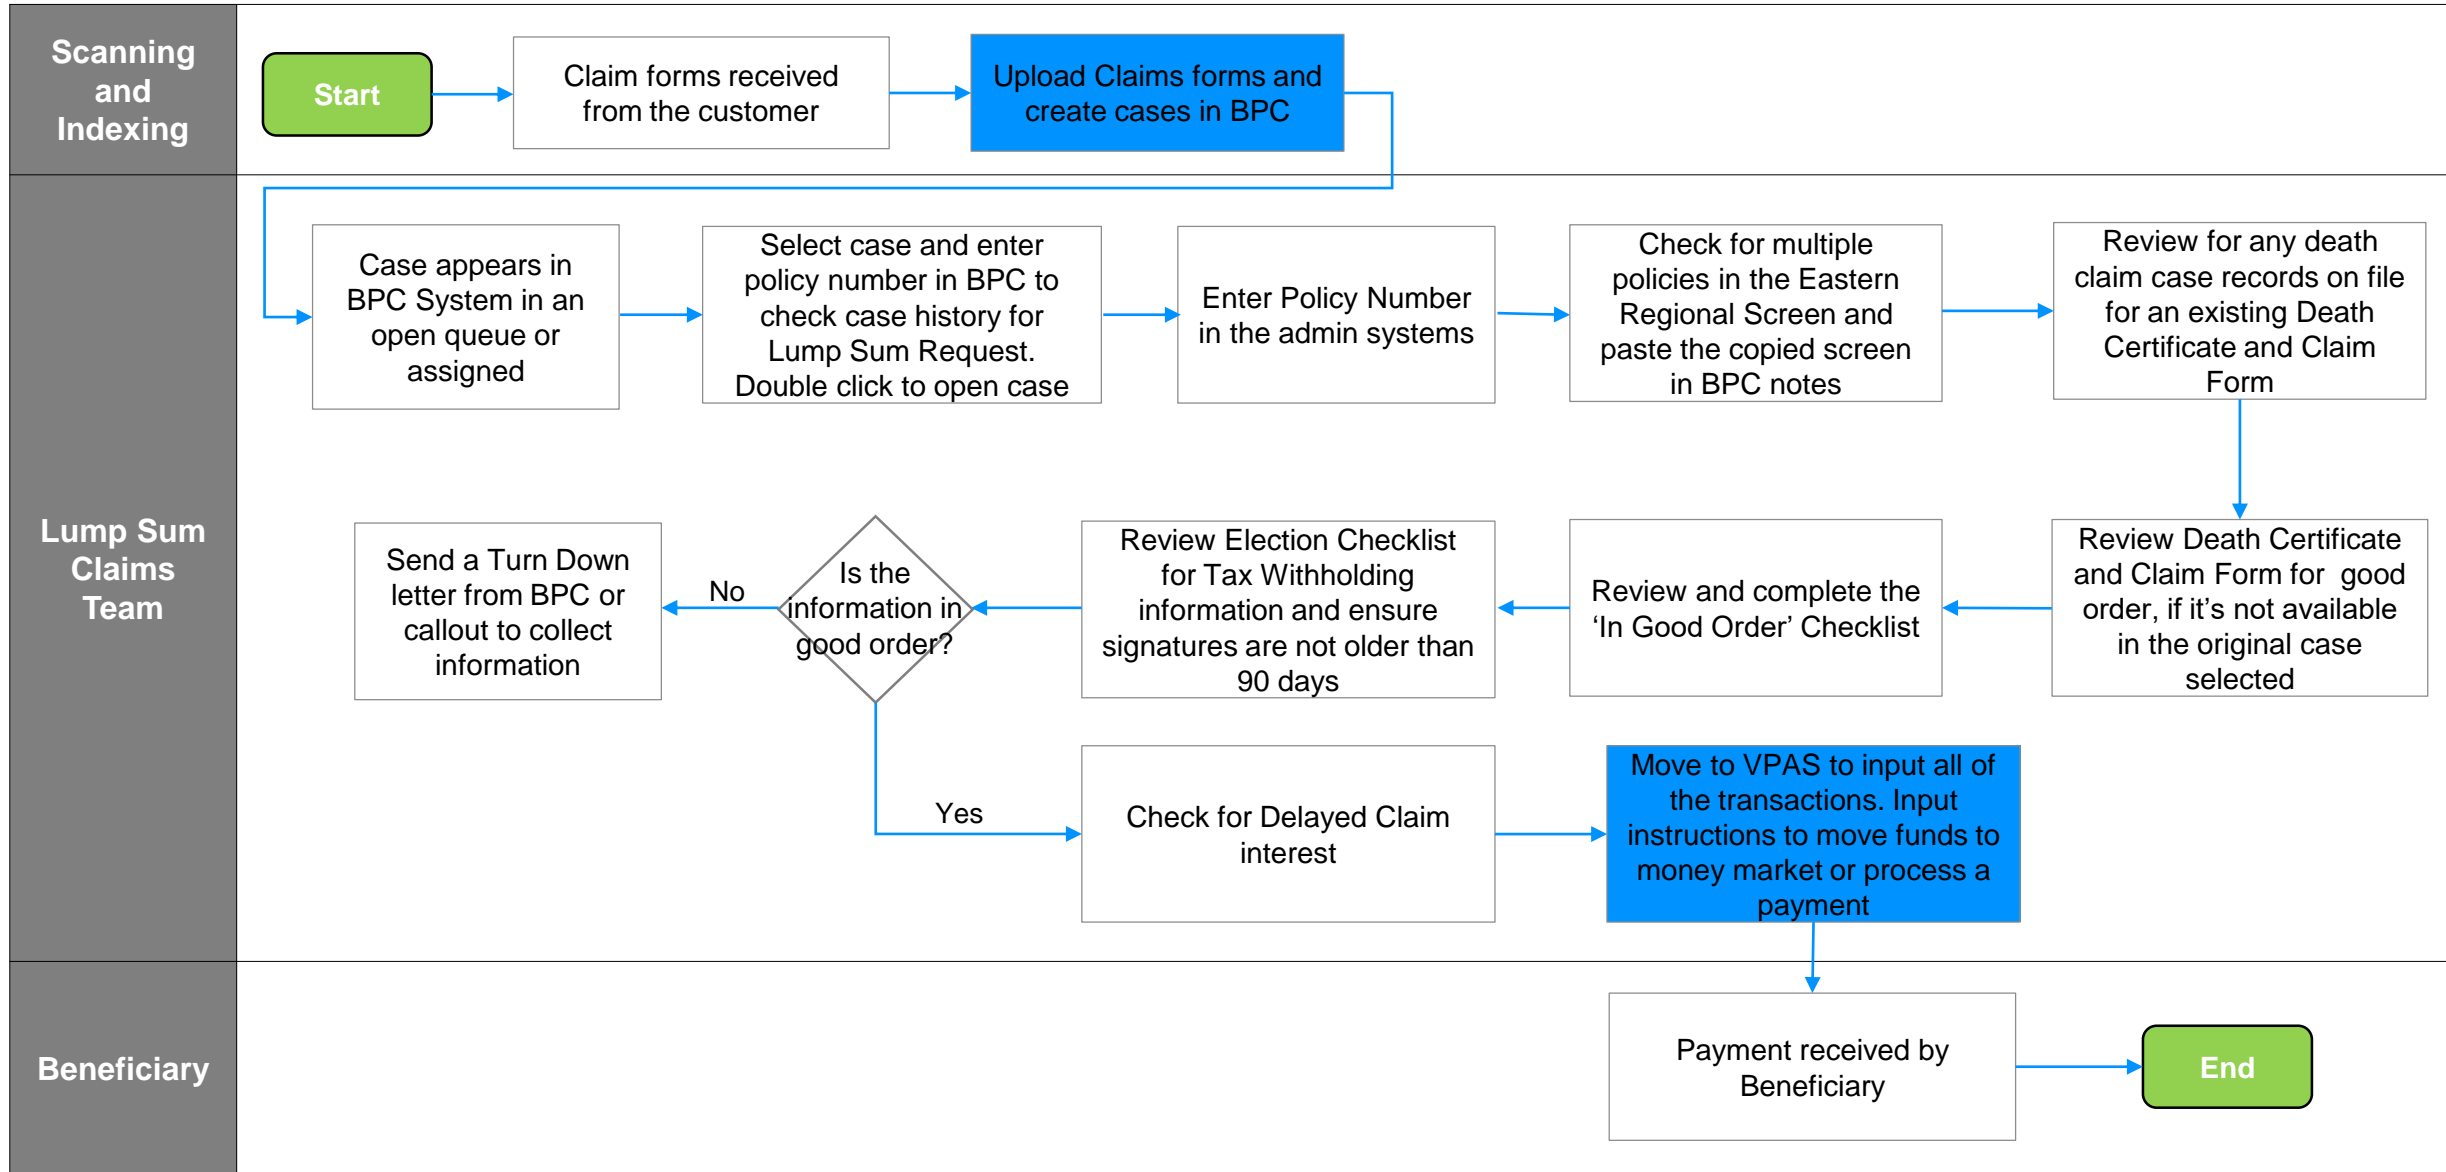 Scanning
and
Indexing
Start
Claim forms received
from the customer
Upload Claims forms and
create cases in BPC
Lump Sum
Claims
Team
Case appears in
BPC System in an
open queue or
assigned
Select case and enter
policy number in BPC to
check case history for
Lump Sum Request.
Double click to open case
Enter Policy Number
in the admin systems
Check for multiple
policies in the Eastern
Regional Screen and
paste the copied screen
in BPC notes
Review for any death
claim case records on file
for an existing Death
Certificate and Claim
Form
Review Death Certificate
and Claim Form for  good
order, if it’s not available
in the original case
selected
Review and complete the
‘In Good Order’ Checklist
Review Election Checklist
for Tax Withholding
information and ensure
signatures are not older than
90 days
Is the
information in
good order?
No
Send a Turn Down
letter from BPC or
callout to collect
information
Yes
Check for Delayed Claim
interest
Move to VPAS to input all of
the transactions. Input
instructions to move funds to
money market or process a
payment
Beneficiary
Payment received by
Beneficiary
End